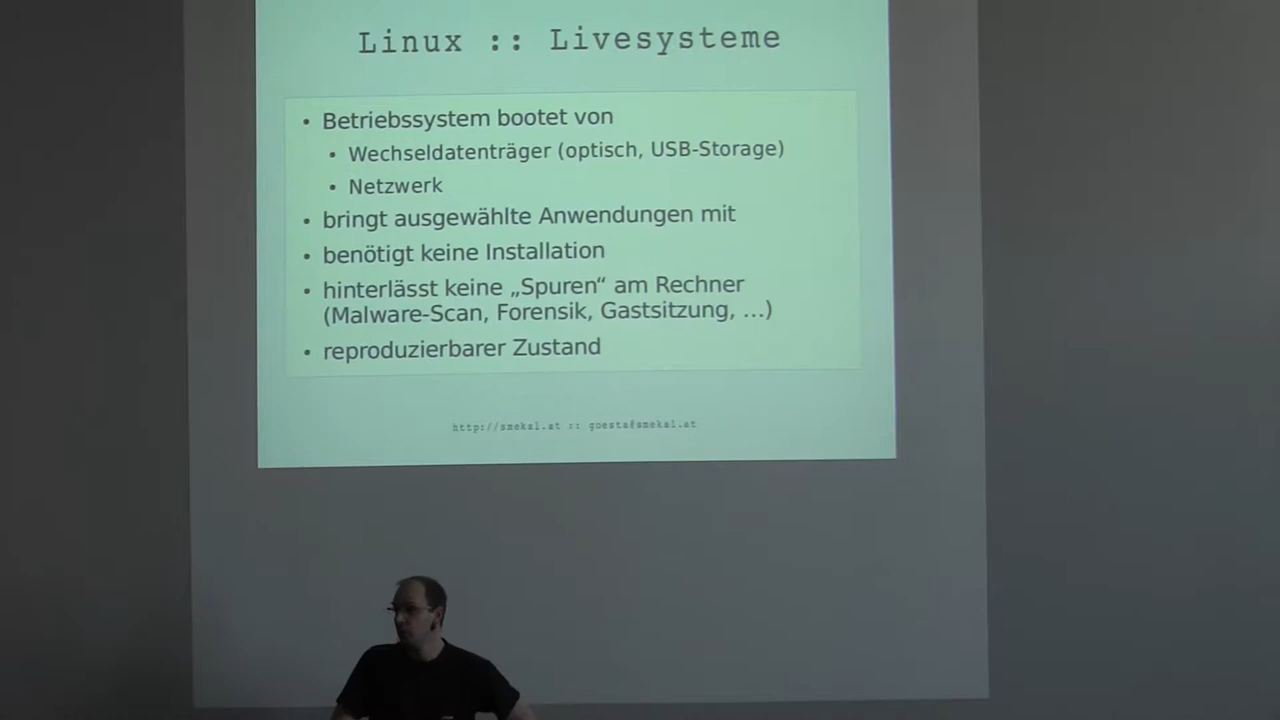 Linux :: Livesysteme
• Betriebssystem bootet von
• Wechseldatenträger (optisch, USB-Storage)
• Netzwerk
• bringt ausgewählte Anwendungen mit
• benötigt keine Installation
• hinterlässt keine „Spuren“ am Rechner
(Malware-Scan, Forensik, Gastsitzung, …)
• reproduzierbarer Zustand
http://smekal.at :: goesta@smekal.at